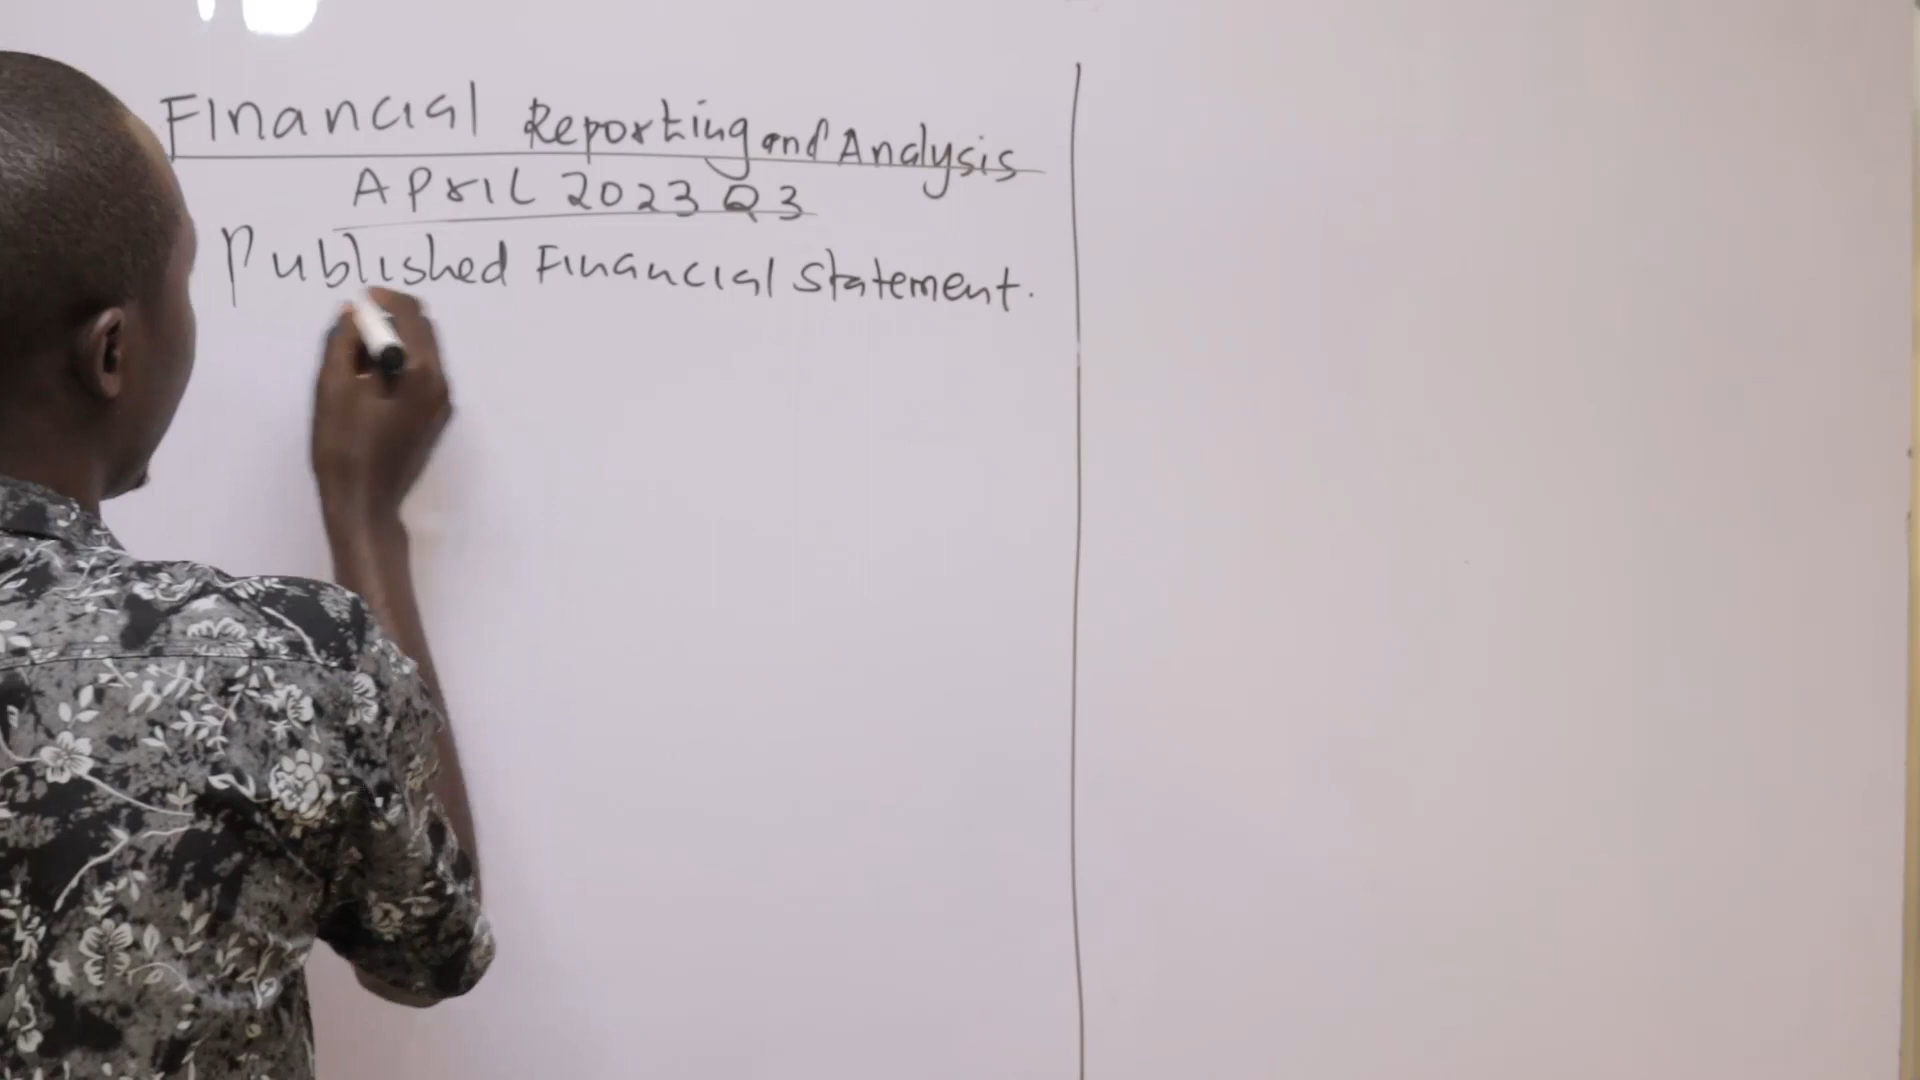 Financial Reporting and Analysis
APRIL 2023 Q3
Published Financial Statement.